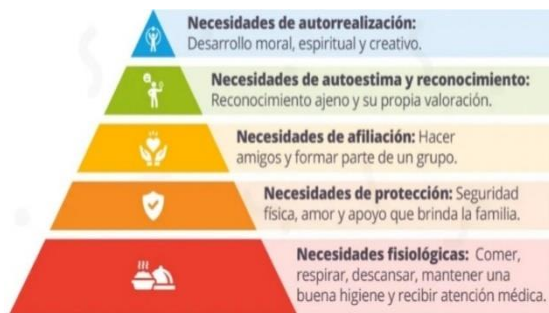 Necesidades de autorrealización:
Desarrollo moral, espiritual y creativo.
Necesidades de autoestima y reconocimiento:
Reconocimiento ajeno y su propia valoración.
Necesidades de afiliación: Hacer
amigos y formar parte de un grupo.
Necesidades de protección: Seguridad
física, amor y apoyo que brinda la familia.
Necesidades fisiológicas: Comer,
respirar, descansar, mantener una
buena higiene y recibir atención médica.